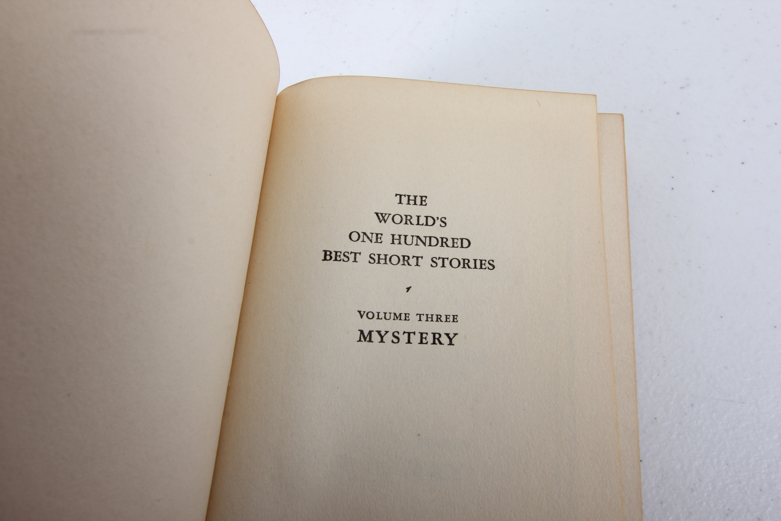 THE
WORLD'S
ONE HUNDRED
BEST SHORT STORIES
VOLUME THREE
MYSTERY